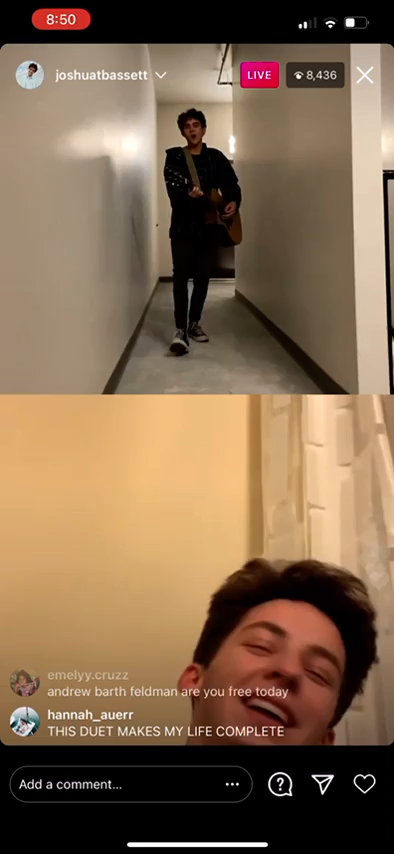 8:50
joshuatbassett
LIVE
8,436
emelyy.cruzz
andrew barth feldman are you free today
hannah_auerr
THIS DUET MAKES MY LIFE COMPLETE
Add a comment...